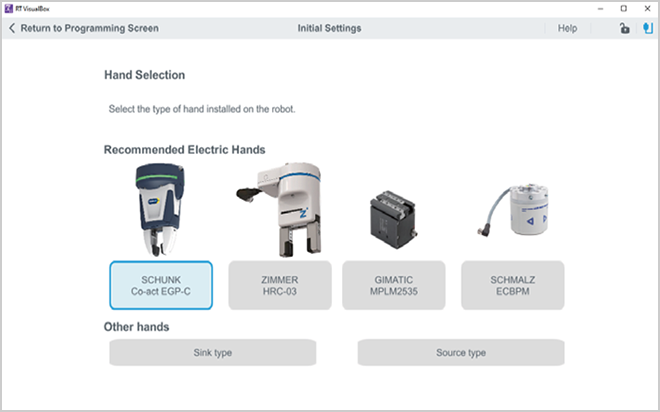 RT VisualBox
Return to Programming Screen
Initial Settings
Help
Hand Selection
Select the type of hand installed on the robot.
Recommended Electric Hands
SCHUNK
Co-act EGP-C
ZIMMER
HRC-03
GIMATIC
MPLM2535
SCHMALZ
ECBPM
Other hands
Sink type
Source type